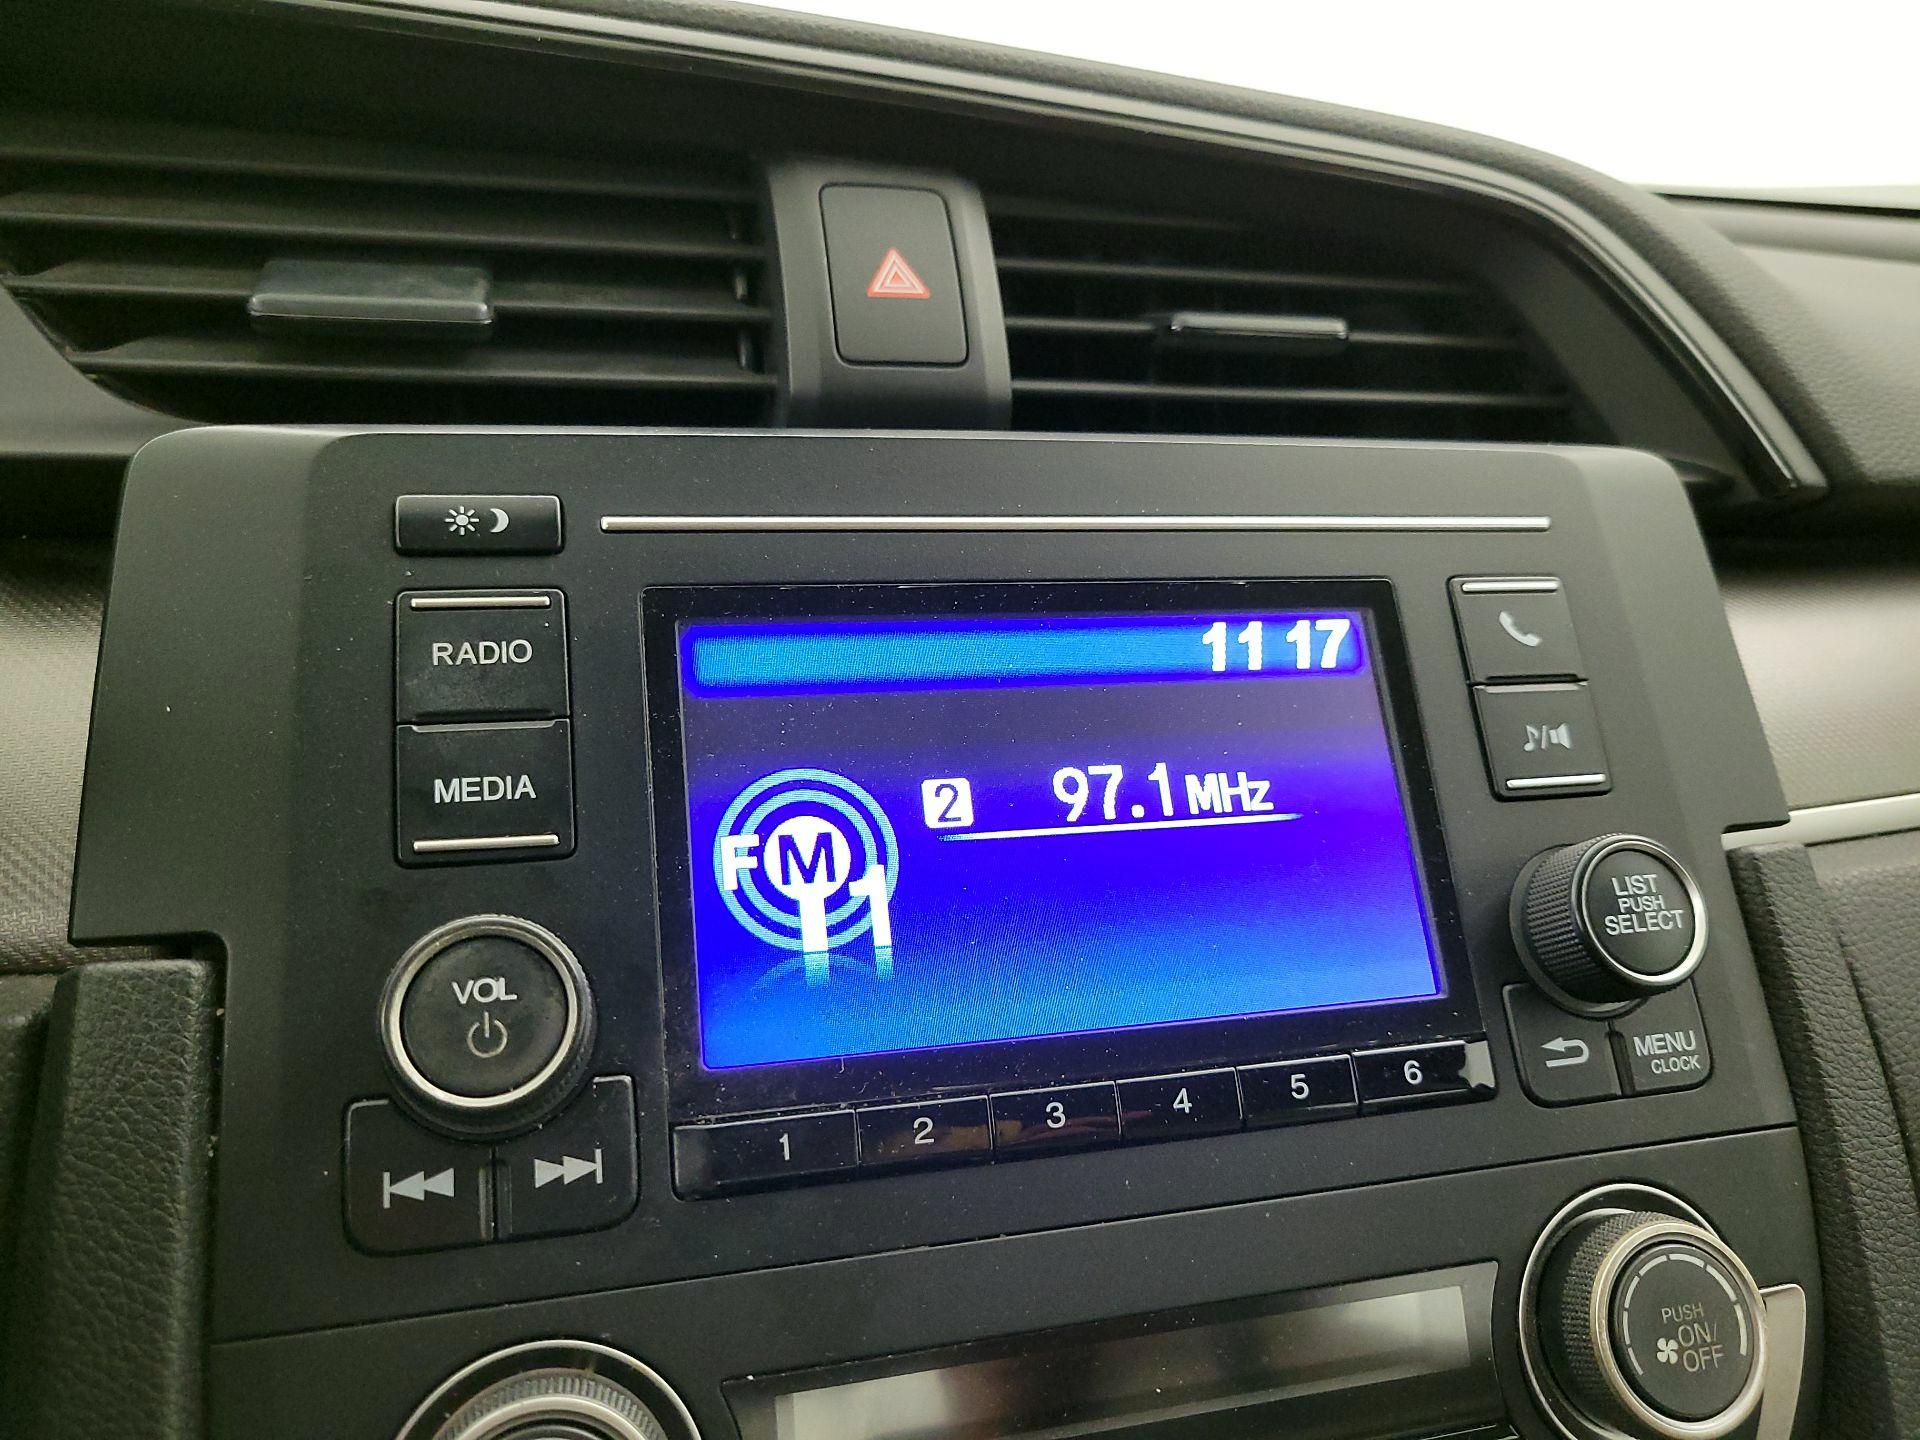 RADIO
MEDIA
VOL
11 17
2 97.1 MHz
FM 1
1 2 3 4 5 6
LIST
PUSH
SELECT
MENU
CLOCK
PUSH
ON/
OFF